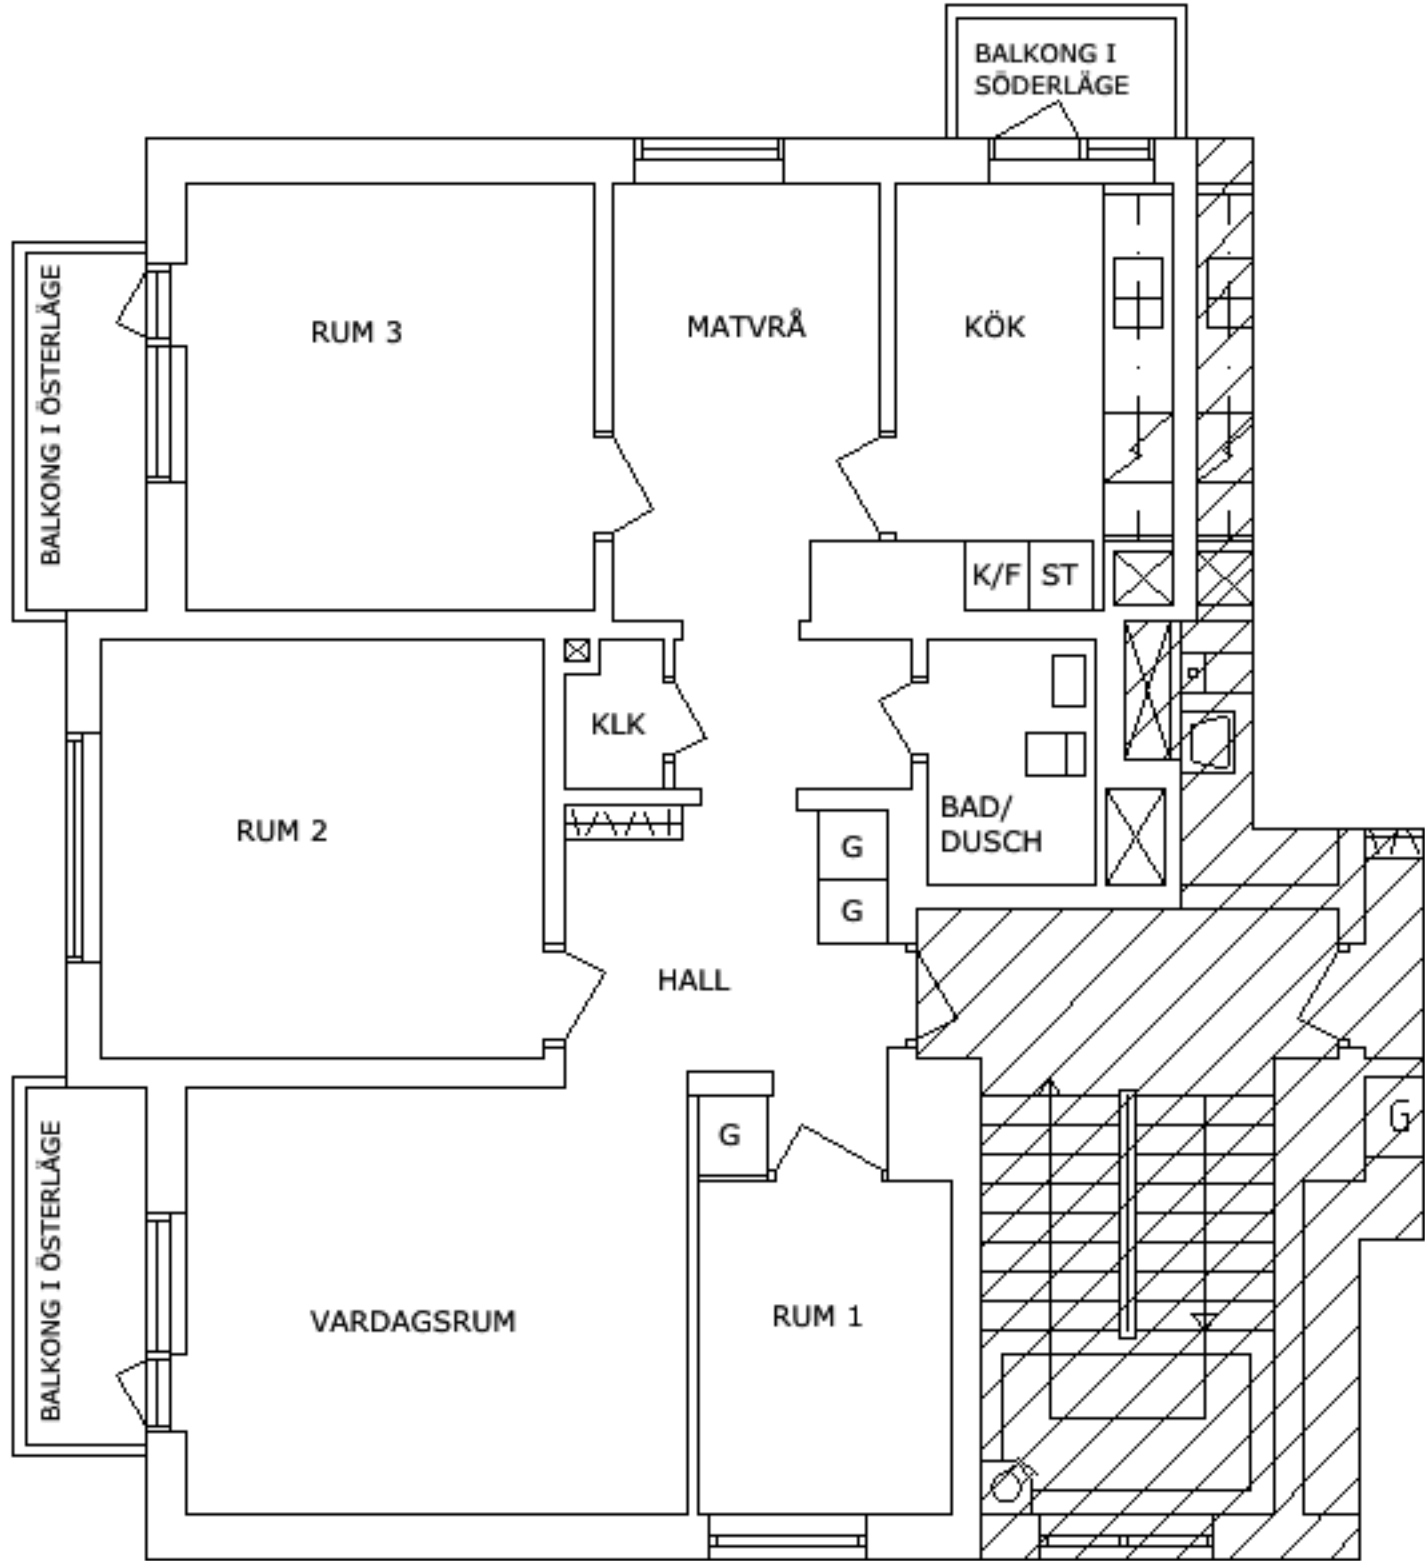 BALKONG I
SÖDERLÄGE
BALKONG I ÖSTERLÄGE
RUM 3
MATVRÅ
KÖK
K/F
ST
KLK
RUM 2
BAD/
DUSCH
G
G
HALL
G
G
BALKONG I ÖSTERLÄGE
VARDAGSRUM
RUM 1